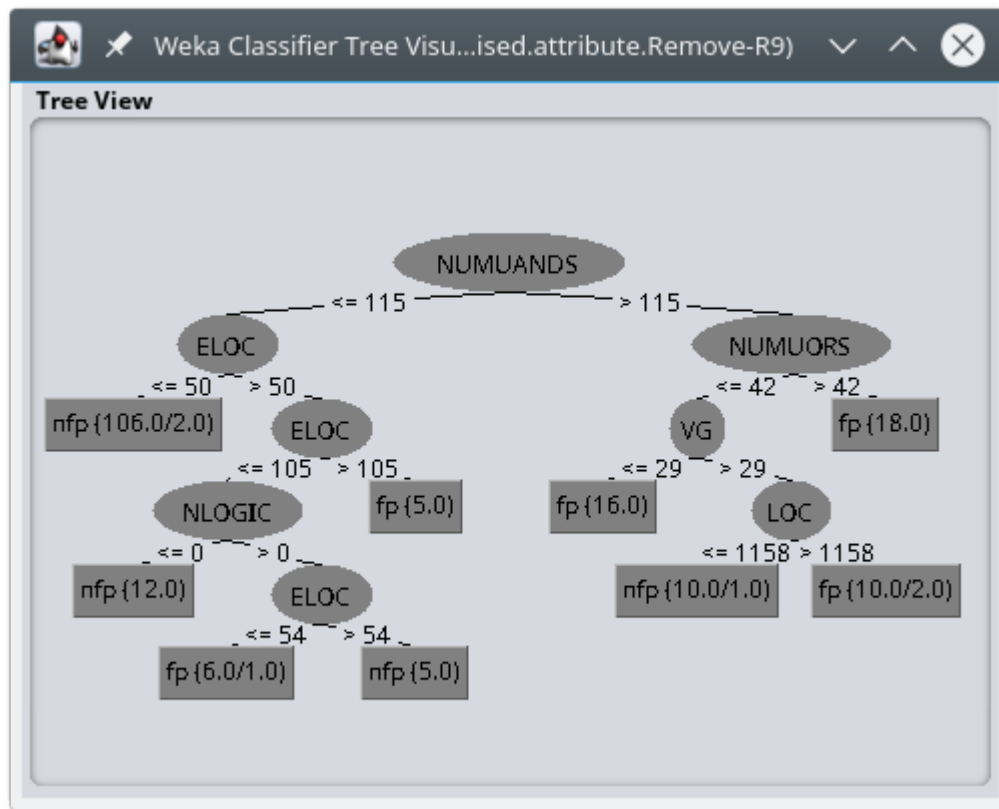 Weka Classifier Tree Visu...ised.attribute.Remove-R9)
Tree View
NUMUANDS
<= 115 > 115
ELOC NUMUORS
<= 50 > 50 <= 42 > 42
nfp (106.0/2.0) ELOC VG fp (18.0)
<= 105 > 105 <= 29 > 29
NLOGIC fp (5.0) fp (16.0) LOC
<= 0 > 0 <= 1158 > 1158
nfp (12.0) ELOC nfp (10.0/1.0) fp (10.0/2.0)
<= 54 > 54
fp (6.0/1.0) nfp (5.0)